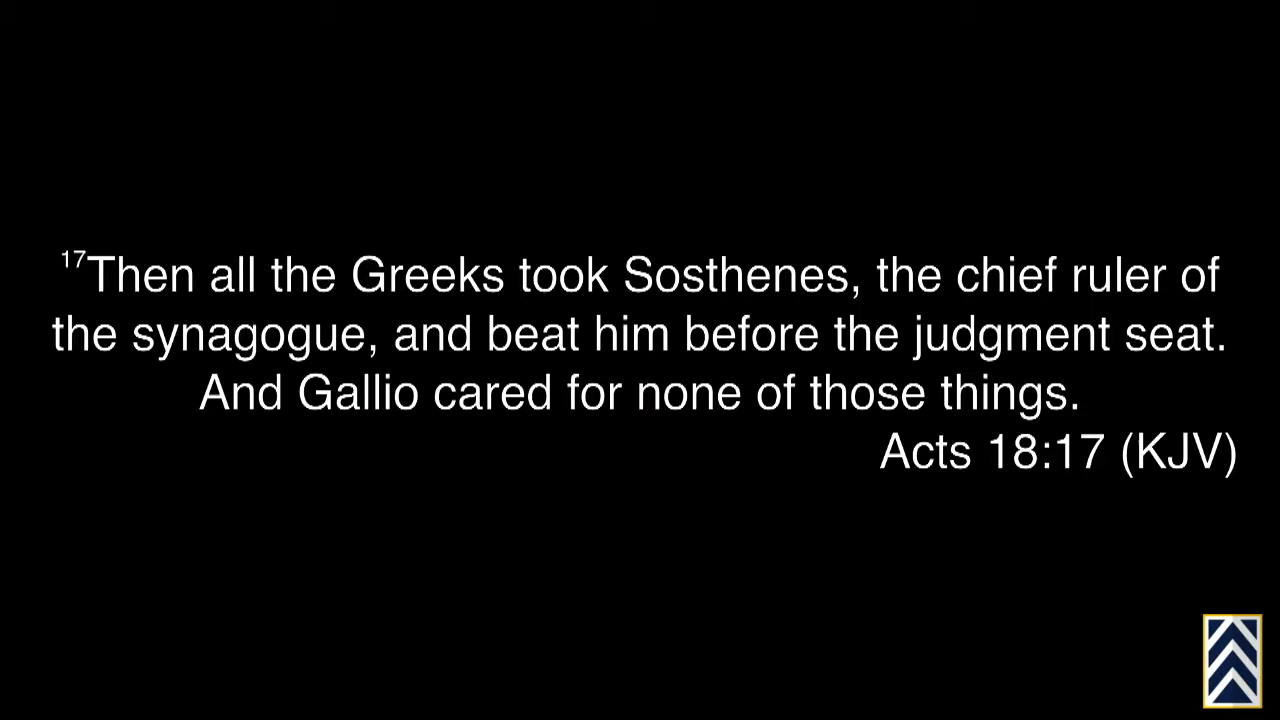 17Then all the Greeks took Sosthenes, the chief ruler of
the synagogue, and beat him before the judgment seat.
And Gallio cared for none of those things.
Acts 18:17 (KJV)